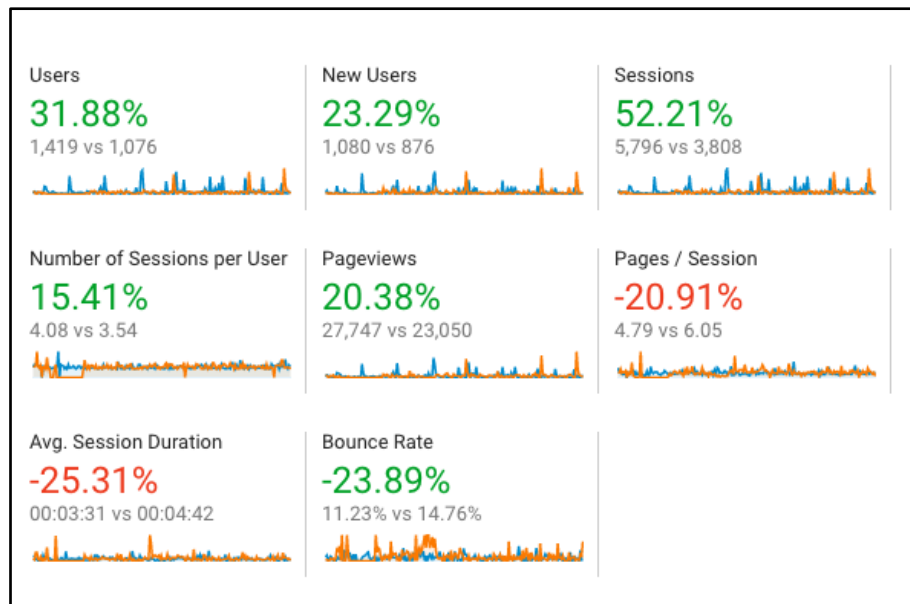 Users
31.88%
1,419 vs 1,076
New Users
23.29%
1,080 vs 876
Sessions
52.21%
5,796 vs 3,808
Number of Sessions per User
15.41%
4.08 vs 3.54
Pageviews
20.38%
27,747 vs 23,050
Pages / Session
-20.91%
4.79 vs 6.05
Avg. Session Duration
-25.31%
00:03:31 vs 00:04:42
Bounce Rate
-23.89%
11.23% vs 14.76%